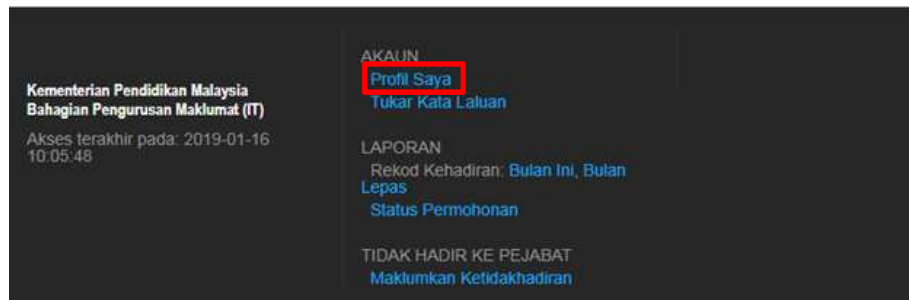 Kementerian Pendidikan Malaysia
Bahagian Pengurusan Maklumat (IT)
Akses terakhir pada: 2019-01-16
10:05:48
AKAUN
Profil Saya
Tukar Kata Laluan
LAPORAN
Rekod Kehadiran: Bulan Ini, Bulan
Lepas
Status Permohonan
TIDAK HADIR KE PEJABAT
Maklumkan Ketidakhadiran